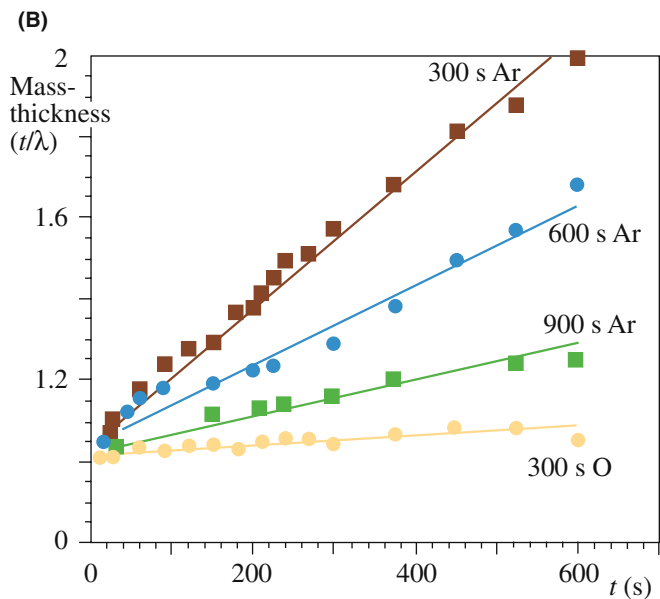 (B)
2
Mass-
thickness
(t/λ)
300 s Ar
1.6
600 s Ar
900 s Ar
1.2
300 s O
0
0 200 400 600 t (s)